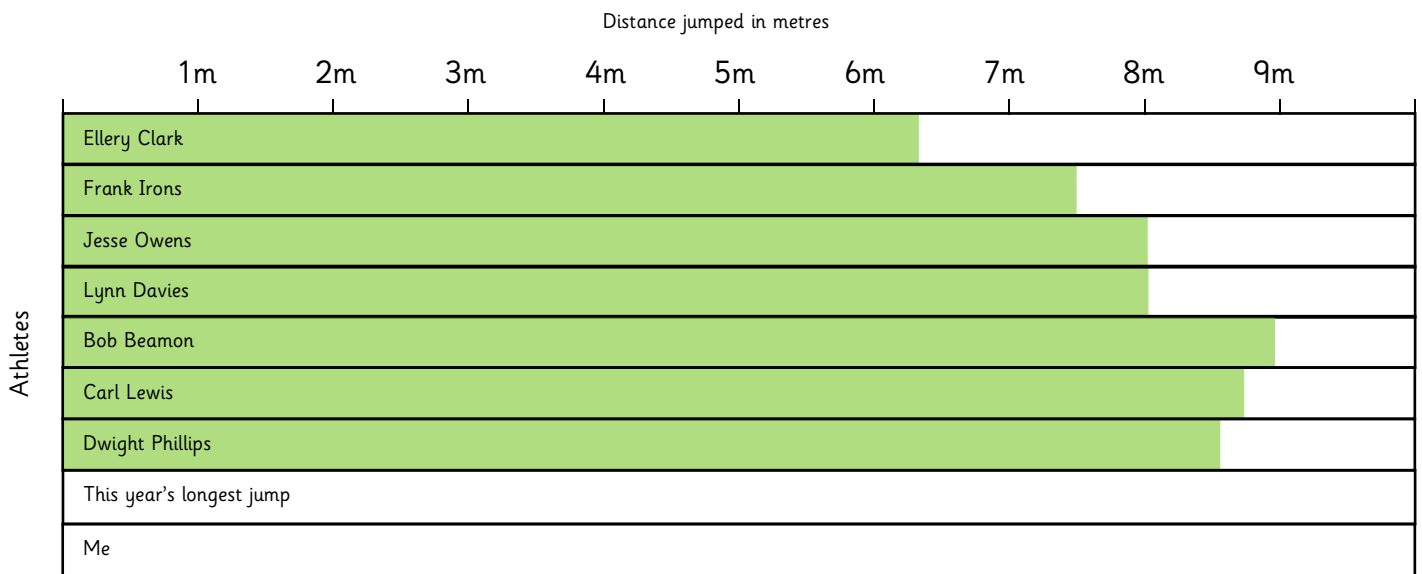 Distance jumped in metres
1m 2m 3m 4m 5m 6m 7m 8m 9m
Ellery Clark
Frank Irons
Jesse Owens
Lynn Davies
Athletes
Bob Beamon
Carl Lewis
Dwight Phillips
This year's longest jump
Me